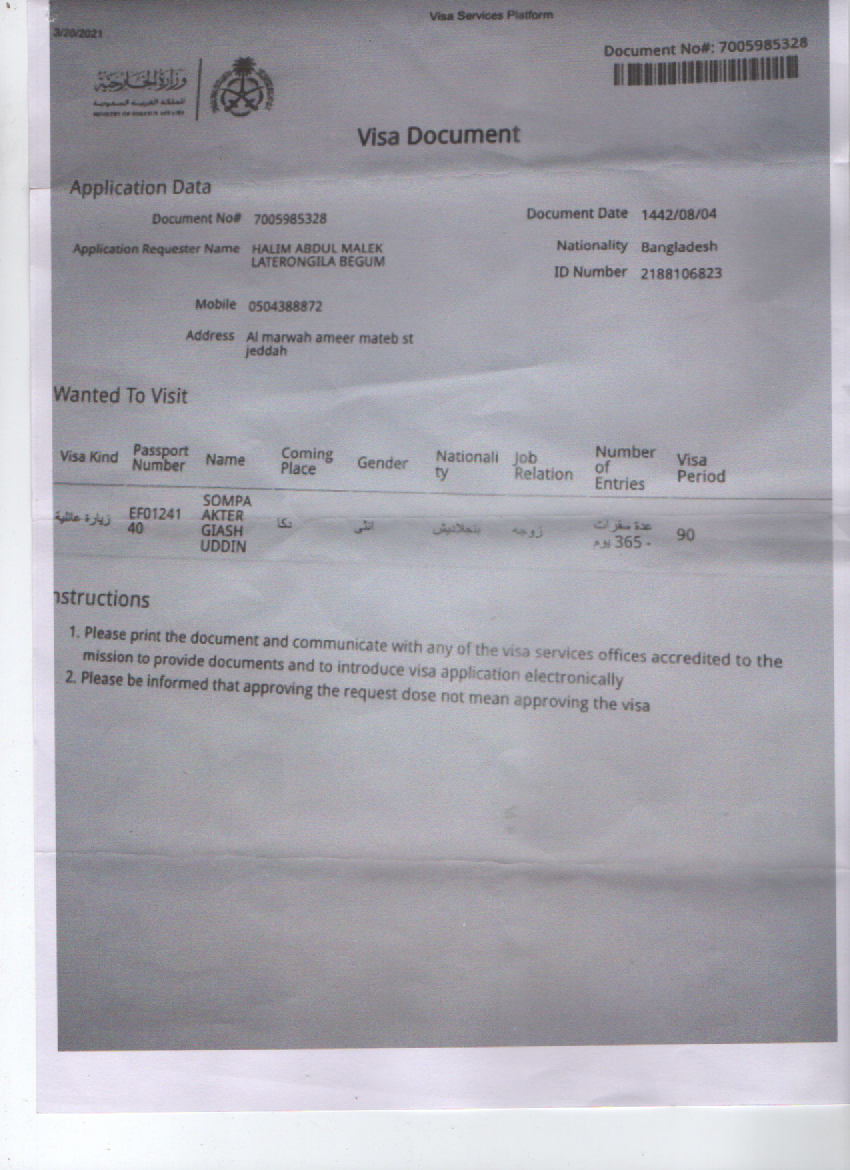 Visa Services Platform
3/20/2021
Document No#: 7005985328
وزارة الخارجية
المملكة العربية السعودية
MINISTRY OF FOREIGN AFFAIRS
Visa Document
Application Data
Document No# 7005985328
Document Date 1442/08/04
Application Requester Name HALIM ABDUL MALEK
LATERONGILA BEGUM
Nationality Bangladesh
ID Number 2188106823
Mobile 0504388872
Address Al marwah ameer mateb st
jeddah
Wanted To Visit
Visa Kind Passport Number Name Coming Place Gender Nationali ty Job Relation Number of Entries Visa Period
زيارة عائلية EF01241 40 SOMPA AKTER GIASH UDDIN دكا انثى بنجلاديش زوجه عدة سفرات - 365 يوم 90
nstructions
1. Please print the document and communicate with any of the visa services offices accredited to the
mission to provide documents and to introduce visa application electronically
2. Please be informed that approving the request dose not mean approving the visa